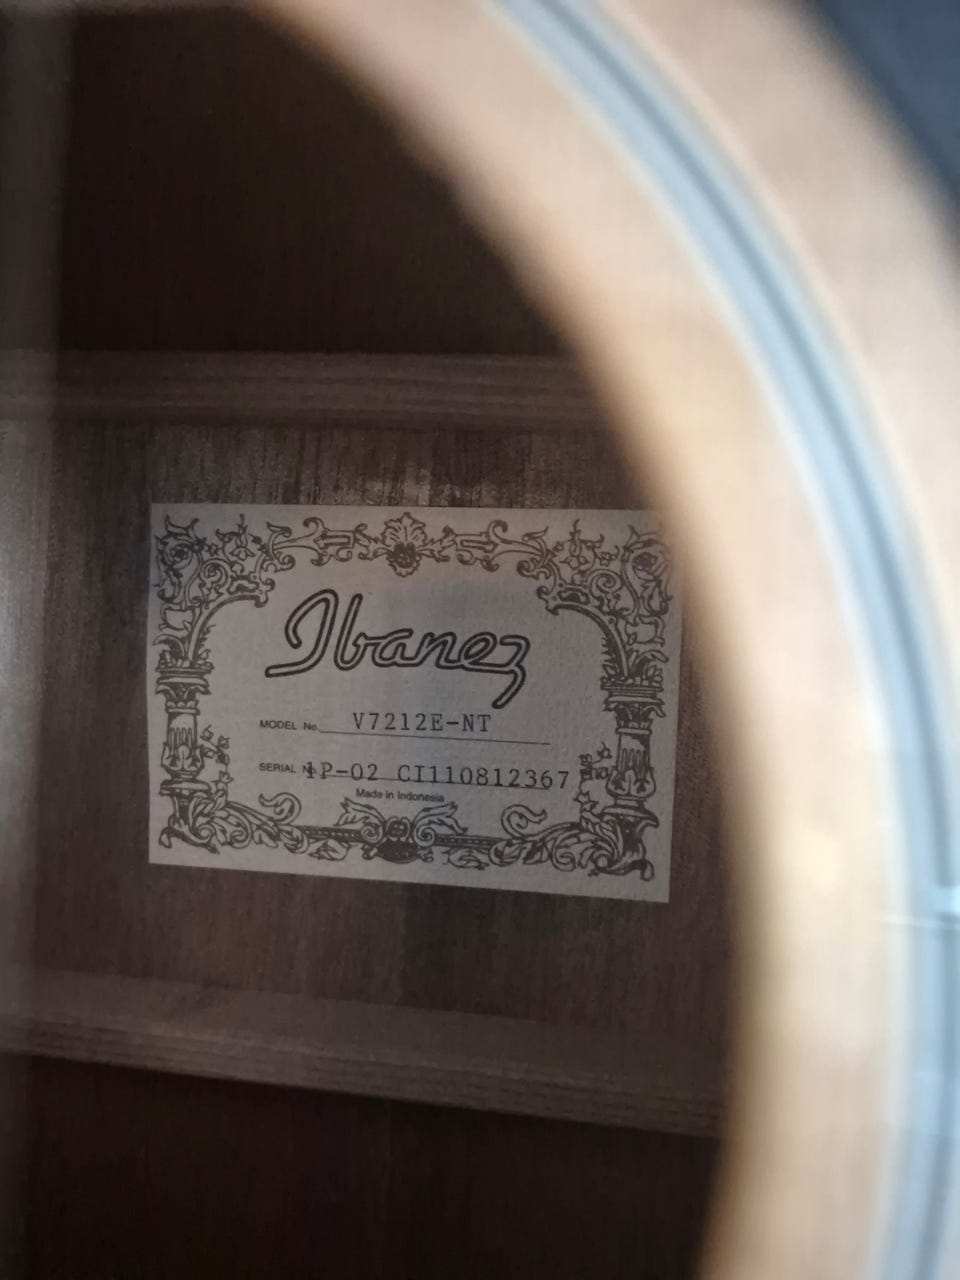 Ibanez
MODEL No. V7212E-NT
SERIAL No. 1P-02 CI110812367
Made in Indonesia